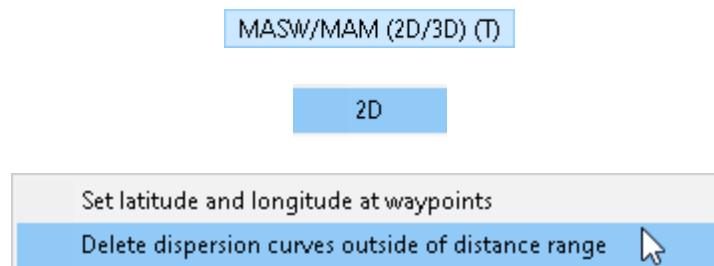 MASW/MAM (2D/3D) (T)
2D
Set latitude and longitude at waypoints
Delete dispersion curves outside of distance range